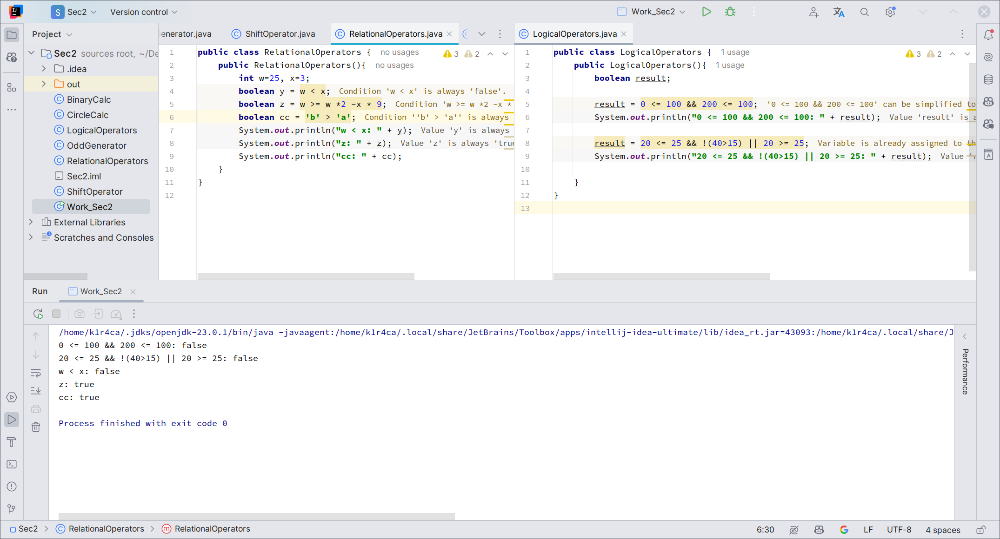 S Sec2 Version control Work_Sec2
Project
Sec2 sources root, ~/De
.idea
out
BinaryCalc
CircleCalc
LogicalOperators
OddGenerator
RelationalOperators
Sec2.iml
ShiftOperator
Work_Sec2
External Libraries
Scratches and Consoles
enerator.java ShiftOperator.java RelationalOperators.java
3 2
1 public class RelationalOperators { no usages
2 public RelationalOperators(){ no usages
3 int w=25, x=3;
4 boolean y = w < x; Condition 'w < x' is always 'false'.
5 boolean z = w >= w *2 -x * 9; Condition 'w >= w *2 -x *
6 boolean cc = 'b' > 'a'; Condition ''b' > 'a'' is always
7 System.out.println("w < x: " + y); Value 'y' is always
8 System.out.println("z: " + z); Value 'z' is always 'true
9 System.out.println("cc: " + cc);
10 }
11 }
12
LogicalOperators.java
3 2
1 public class LogicalOperators { 1 usage
2 public LogicalOperators(){ 1 usage
3 boolean result;
4
5 result = 0 <= 100 && 200 <= 100; '0 <= 100 && 200 <= 100' can be simplified to
6 System.out.println("0 <= 100 && 200 <= 100: " + result); Value 'result' is a
7
8 result = 20 <= 25 && !(40>15) || 20 >= 25; Variable is already assigned to th
9 System.out.println("20 <= 25 && !(40>15) || 20 >= 25: " + result); Value 'r
10
11 }
12 }
13
Run Work_Sec2
/home/k1r4ca/.jdks/openjdk-23.0.1/bin/java -javaagent:/home/k1r4ca/.local/share/JetBrains/Toolbox/apps/intellij-idea-ultimate/lib/idea_rt.jar=43093:/home/k1r4ca/.local/share/J
0 <= 100 && 200 <= 100: false
20 <= 25 && !(40>15) || 20 >= 25: false
w < x: false
z: true
cc: true
Process finished with exit code 0
Performance
Sec2 > RelationalOperators > RelationalOperators
6:30 LF UTF-8 4 spaces